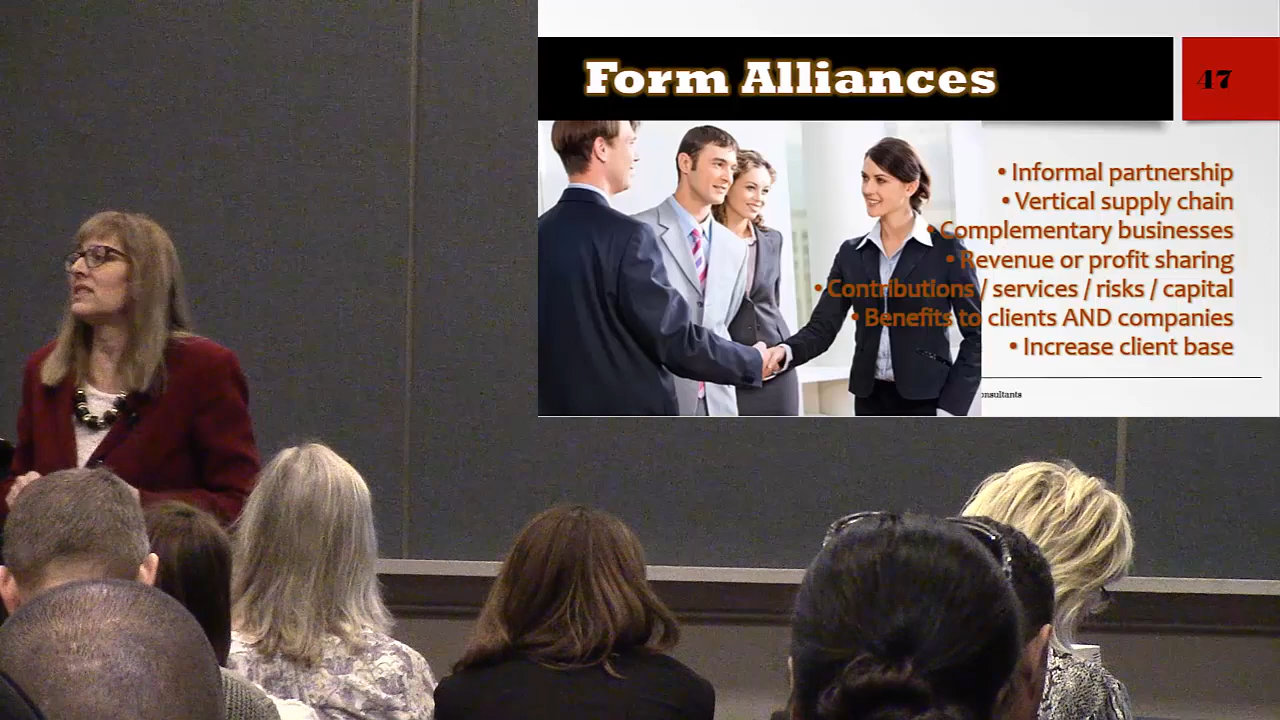 Form Alliances
47
• Informal partnership
• Vertical supply chain
• Complementary businesses
• Revenue or profit sharing
• Contributions / services / risks / capital
• Benefits to clients AND companies
• Increase client base
onsultants